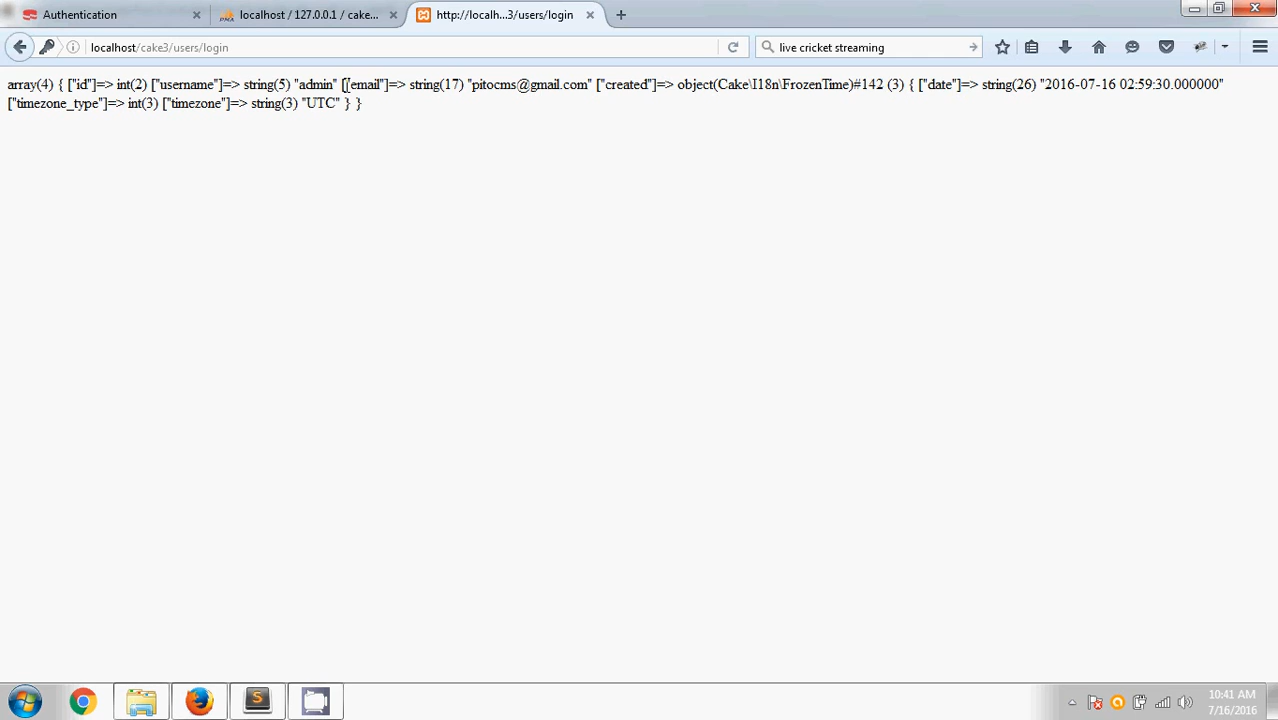 Authentication
localhost / 127.0.0.1 / cake...
http://localh...3/users/login
localhost/cake3/users/login
live cricket streaming
array(4) { ["id"]=> int(2) ["username"]=> string(5) "admin" ["email"]=> string(17) "pitocms@gmail.com" ["created"]=> object(Cake\I18n\FrozenTime)#142 (3) { ["date"]=> string(26) "2016-07-16 02:59:30.000000"
["timezone_type"]=> int(3) ["timezone"]=> string(3) "UTC" } }
10:41 AM
7/16/2016